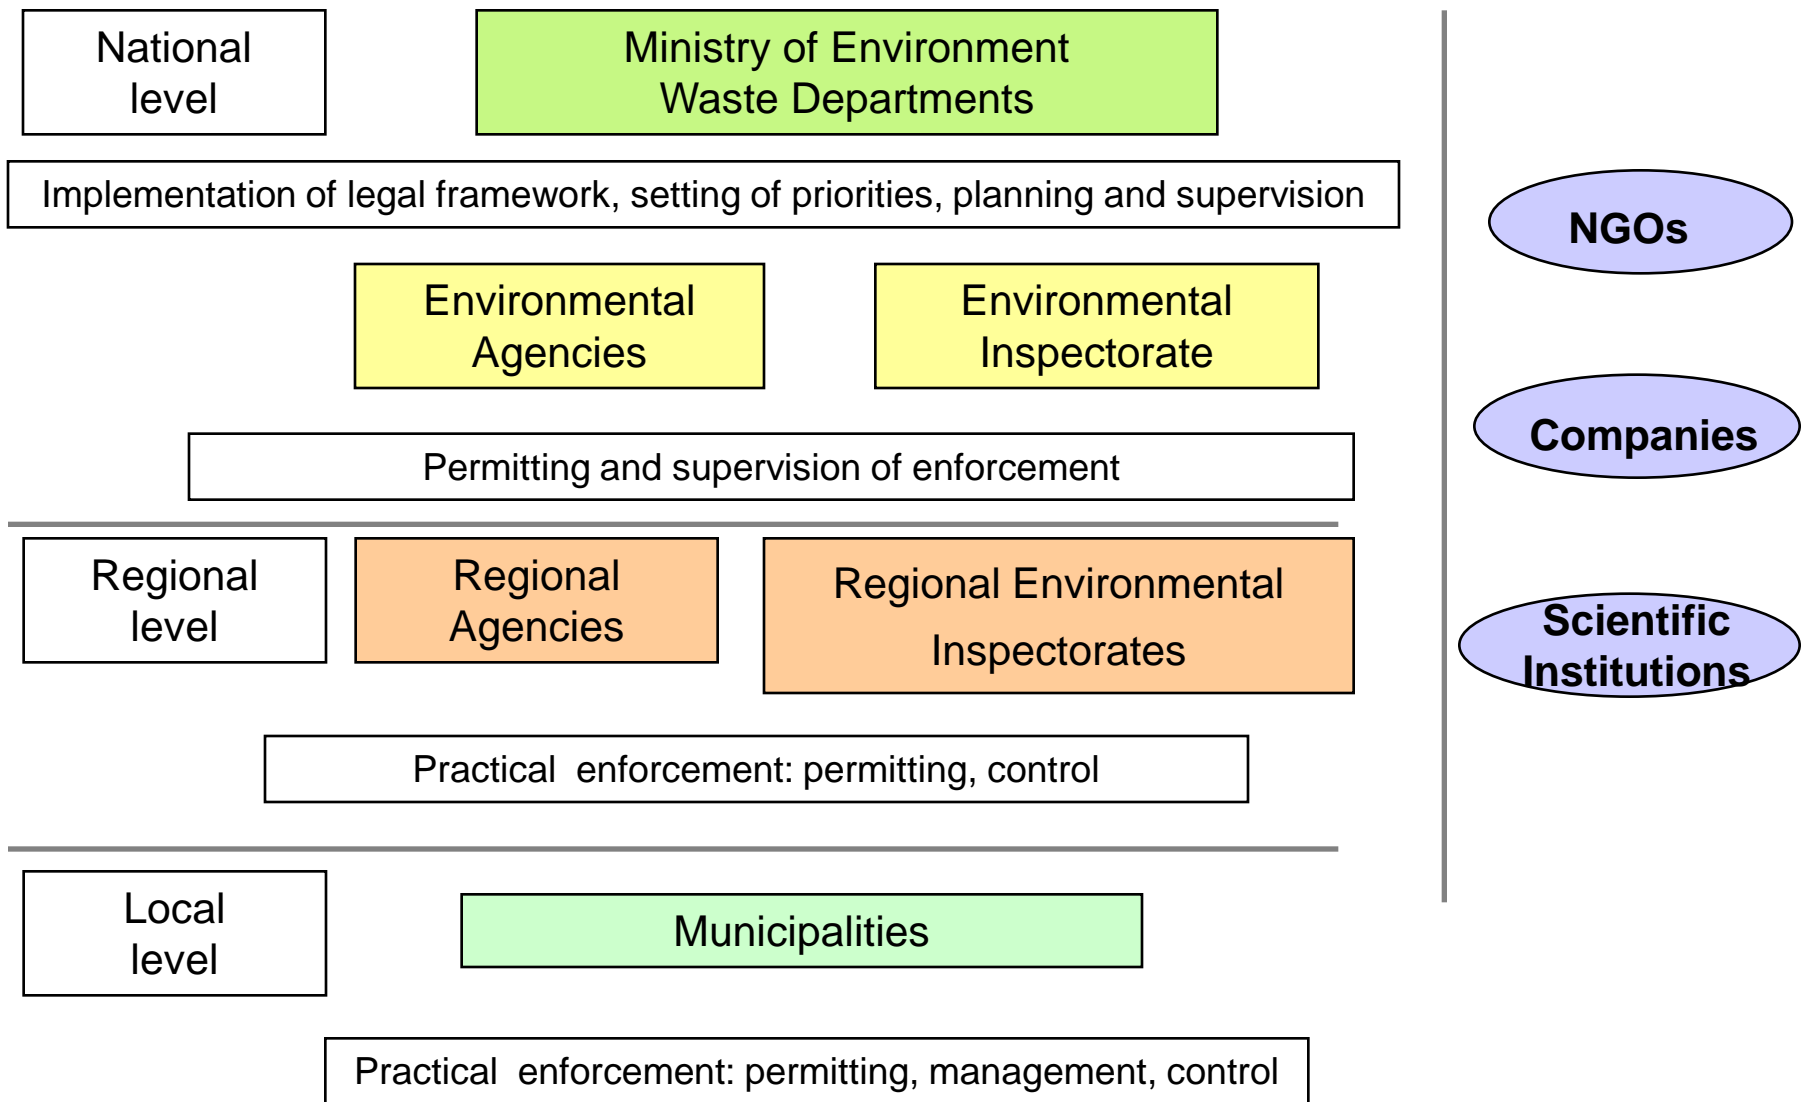 National
level
Ministry of Environment
Waste Departments
Implementation of legal framework, setting of priorities, planning and supervision
Environmental
Agencies
Environmental
Inspectorate
Permitting and supervision of enforcement
Regional
level
Regional
Agencies
Regional Environmental
Inspectorates
Practical  enforcement: permitting, control
Local
level
Municipalities
Practical  enforcement: permitting, management, control
NGOs
Companies
Scientific
Institutions